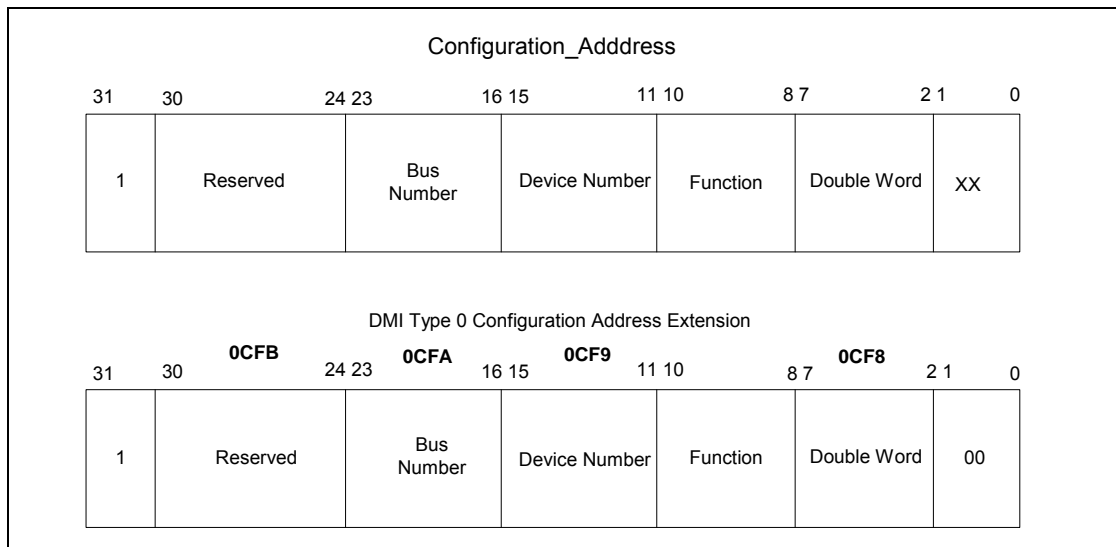 Configuration_Adddress
31 30 24 23 16 15 11 10 8 7 2 1 0
1 Reserved Bus Number Device Number Function Double Word XX
DMI Type 0 Configuration Address Extension
0CFB 0CFA 0CF9 0CF8
31 30 24 23 16 15 11 10 8 7 2 1 0
1 Reserved Bus Number Device Number Function Double Word 00